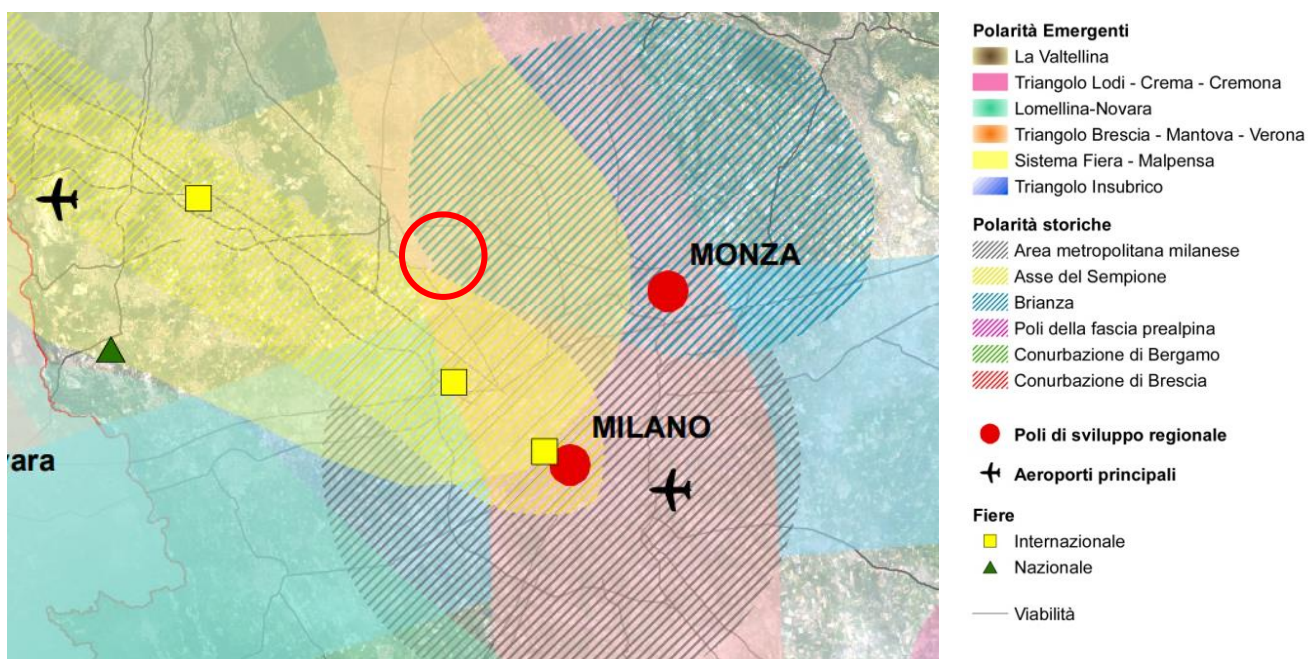 MONZA
MILANO
vara
Polarità Emergenti
La Valtellina
Triangolo Lodi - Crema - Cremona
Lomellina-Novara
Triangolo Brescia - Mantova - Verona
Sistema Fiera - Malpensa
Triangolo Insubrico
Polarità storiche
Area metropolitana milanese
Asse del Sempione
Brianza
Poli della fascia prealpina
Conurbazione di Bergamo
Conurbazione di Brescia
Poli di sviluppo regionale
Aeroporti principali
Fiere
Internazionale
Nazionale
Viabilità